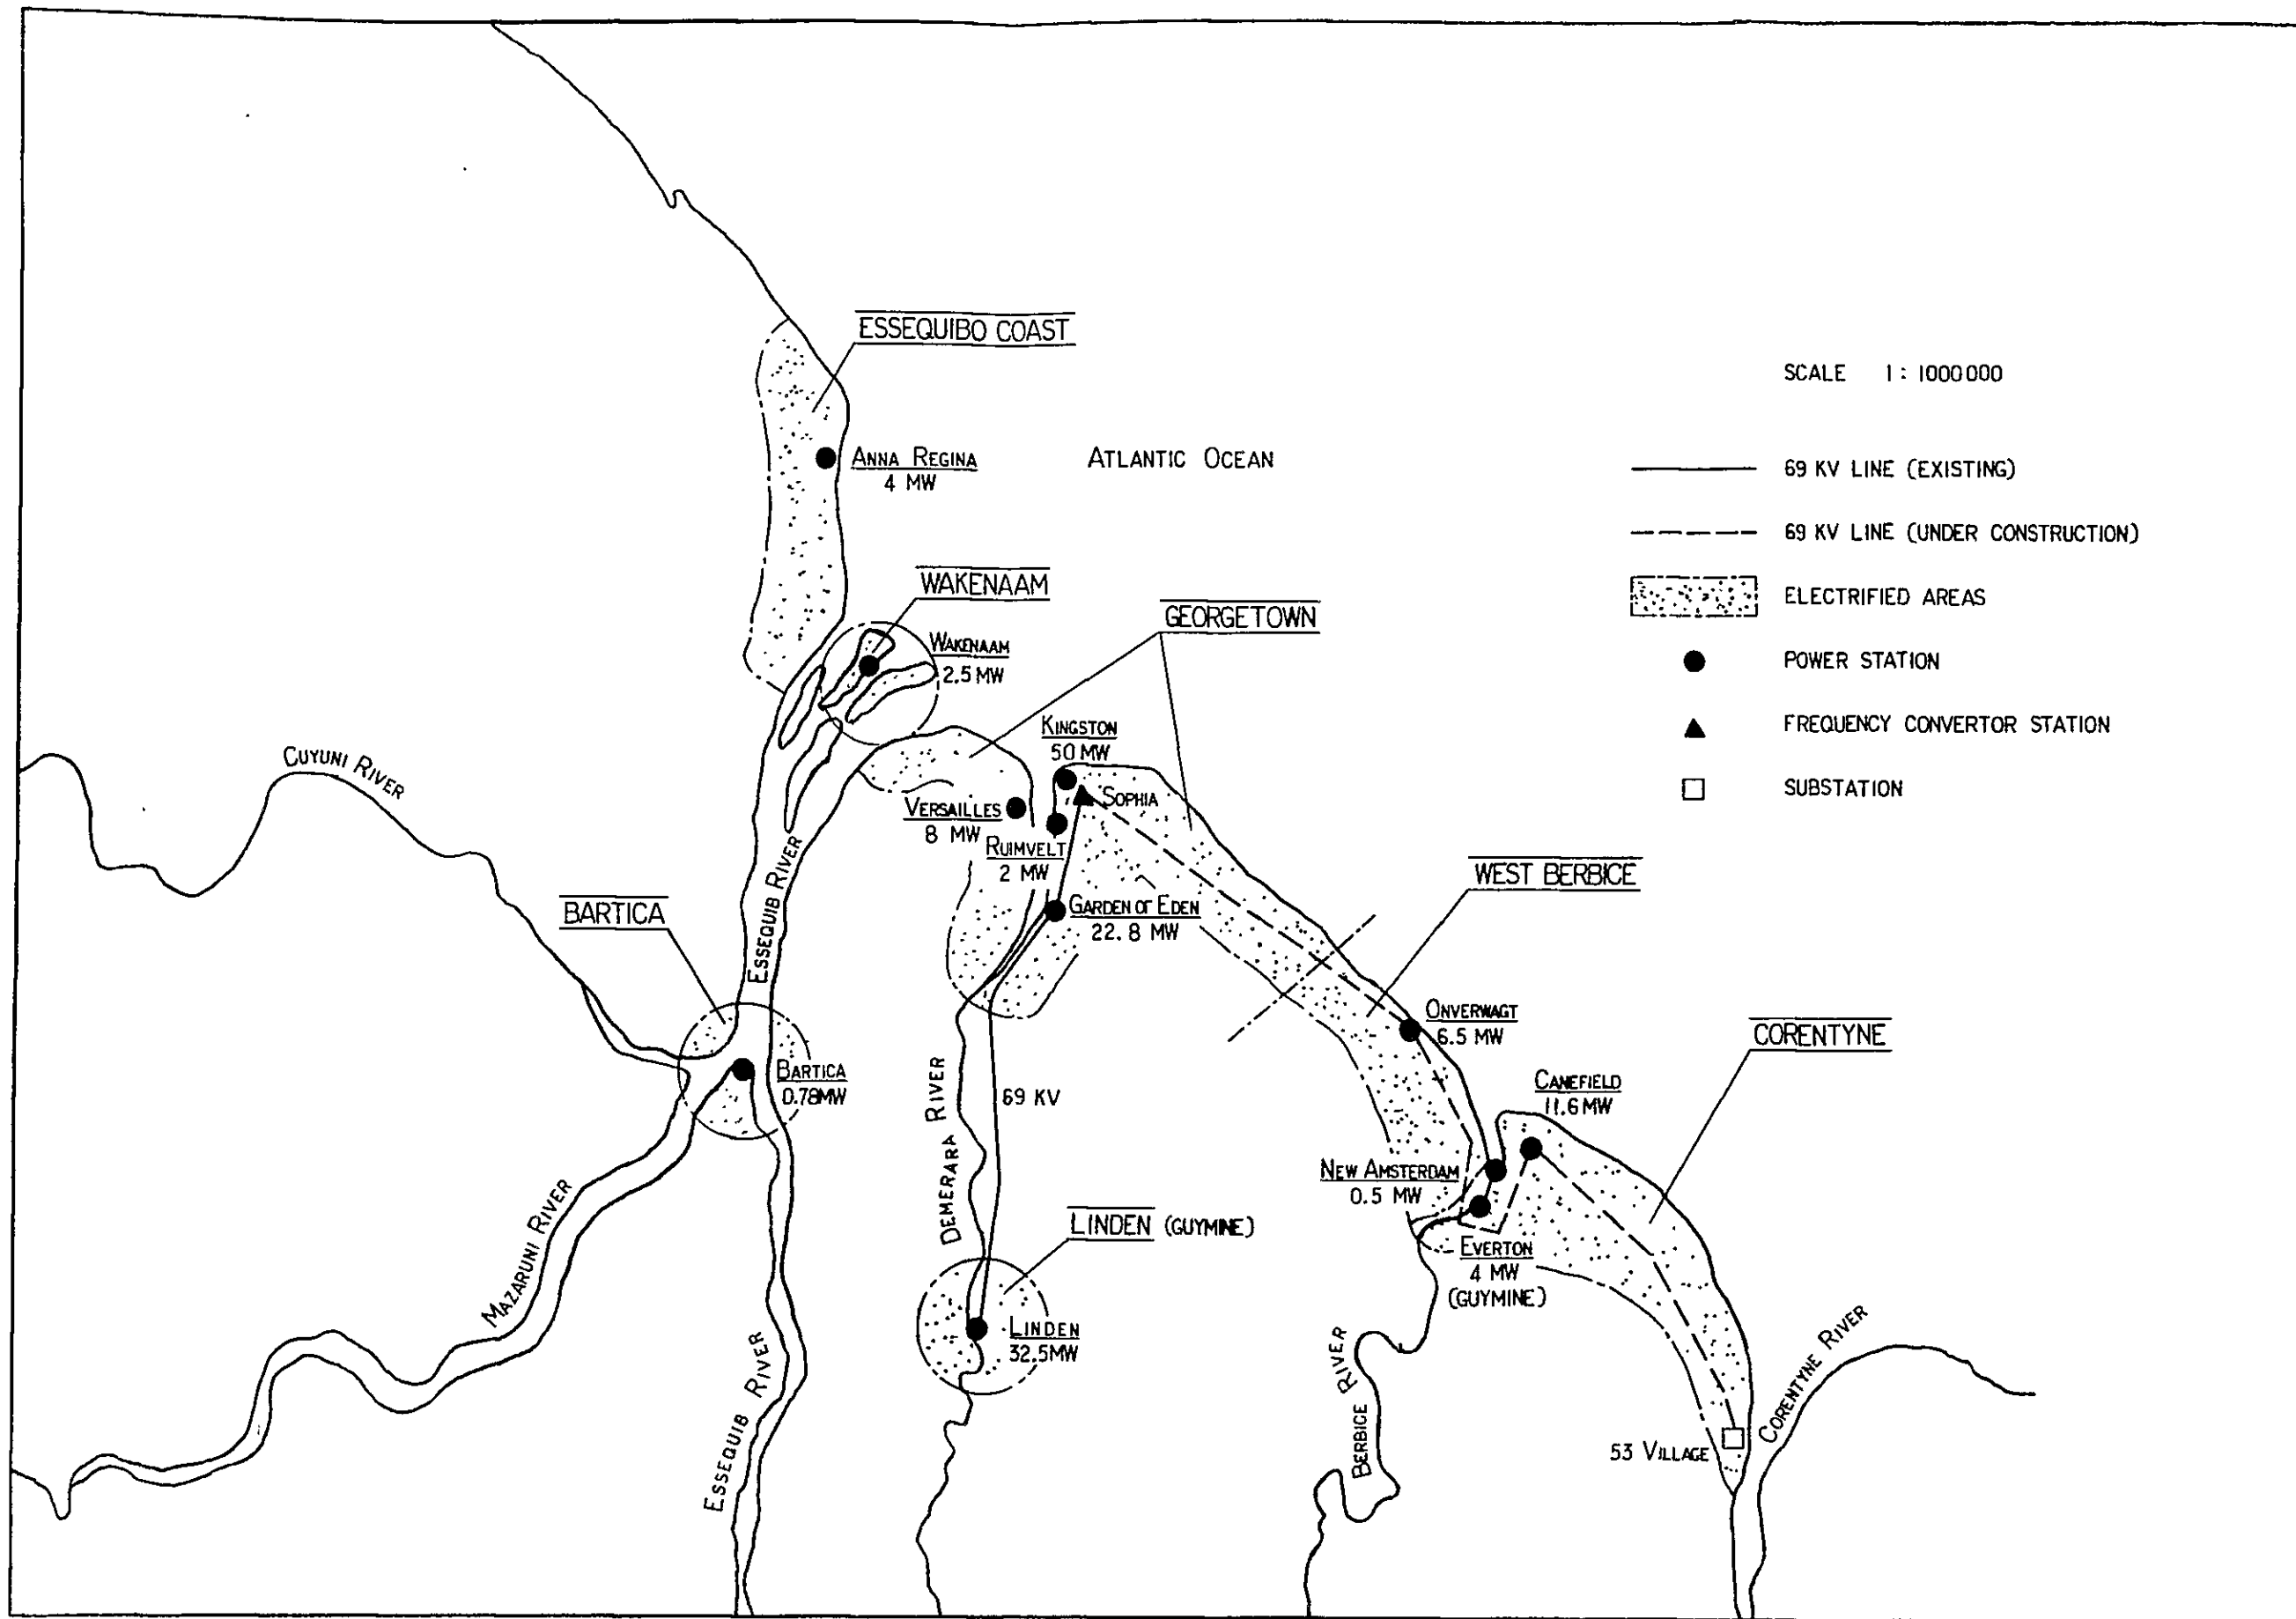 ESSEQUIBO COAST
ANNA REGINA
4 MW
ATLANTIC OCEAN
SCALE 1 : 1000000
69 KV LINE (EXISTING)
69 KV LINE (UNDER CONSTRUCTION)
ELECTRIFIED AREAS
POWER STATION
FREQUENCY CONVERTOR STATION
SUBSTATION
WAKENAAM
WAKENAAM
2.5 MW
GEORGETOWN
KINGSTON
50 MW
SOPHIA
VERSAILLES
8 MW
RUIMVELT
2 MW
GARDEN OF EDEN
22.8 MW
CUYUNI RIVER
ESSEQUIB RIVER
BARTICA
BARTICA
0.78MW
WEST BERBICE
ONVERWAGT
6.5 MW
CORENTYNE
CANEFIELD
11.6 MW
NEW AMSTERDAM
0.5 MW
EVERTON
4 MW
(GUYMINE)
DEMERARA RIVER
69 KV
LINDEN (GUYMINE)
LINDEN
32.5MW
MAZARUNI RIVER
ESSEQUIB RIVER
BERBICE RIVER
53 VILLAGE
CORENTYNE RIVER